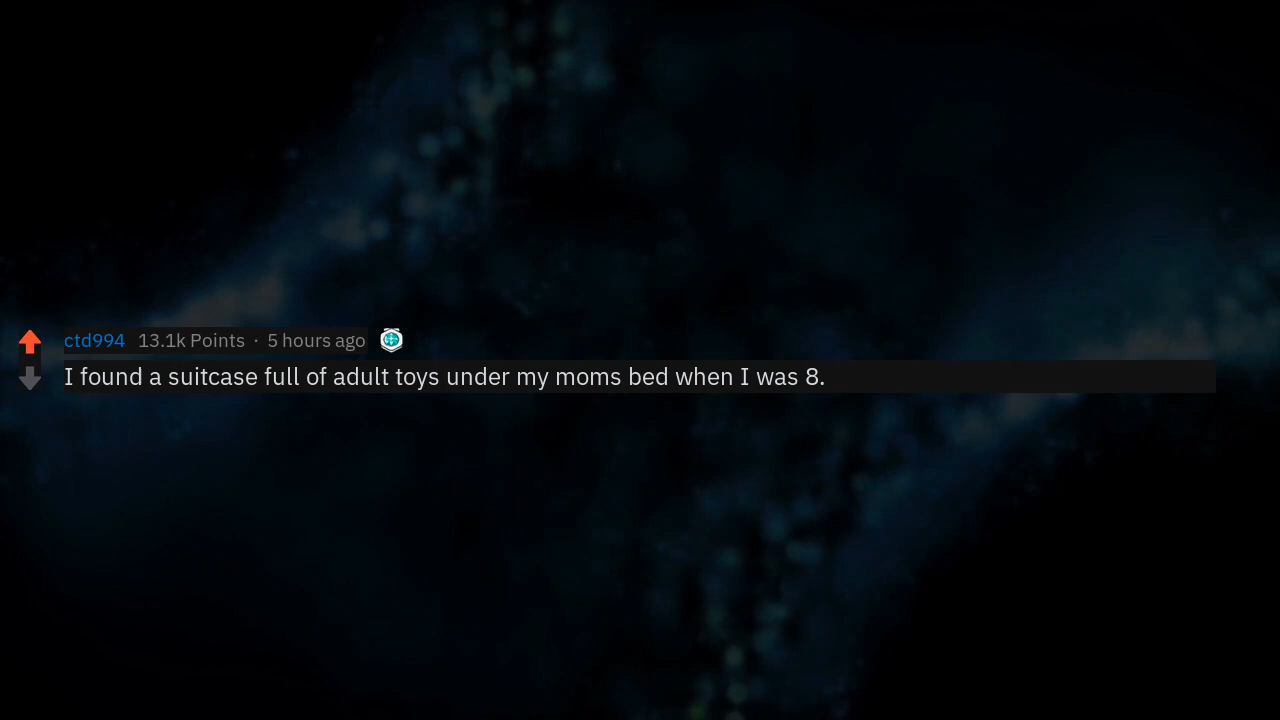 ctd994 13.1k Points · 5 hours ago
I found a suitcase full of adult toys under my moms bed when I was 8.